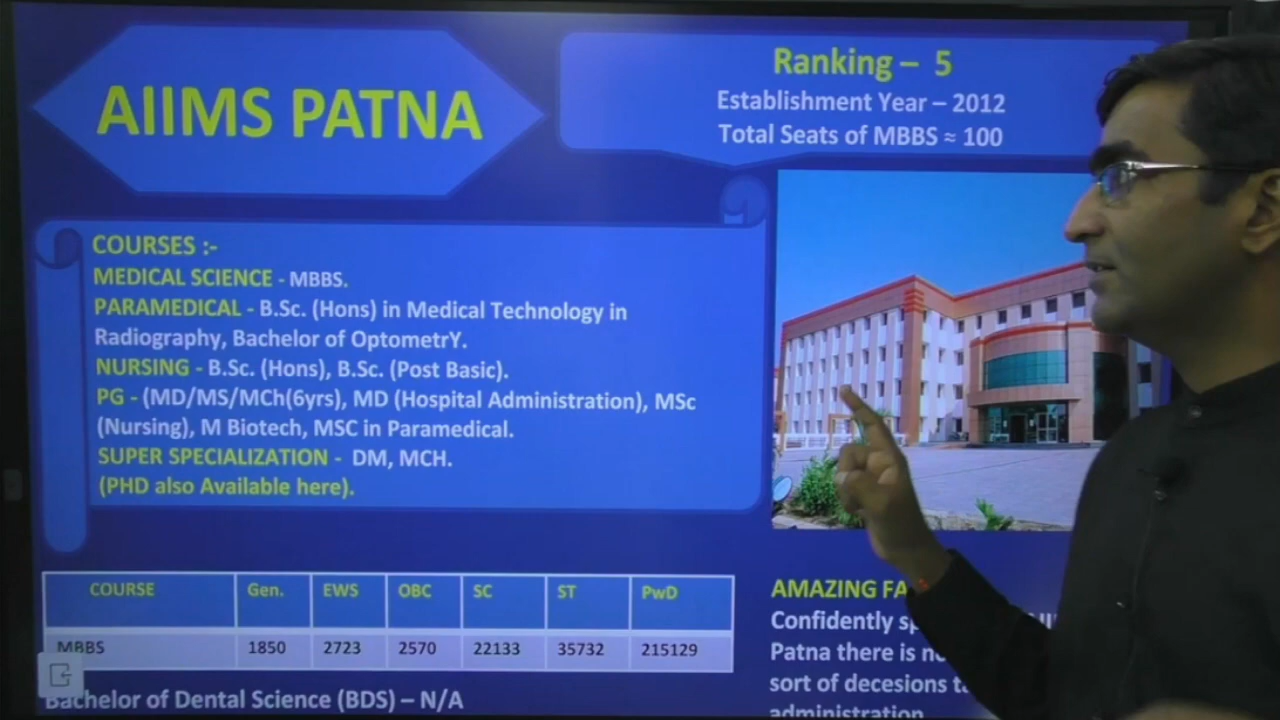 AIIMS PATNA
Ranking – 5
Establishment Year – 2012
Total Seats of MBBS ≈ 100
COURSES :-
MEDICAL SCIENCE - MBBS.
PARAMEDICAL - B.Sc. (Hons) in Medical Technology in
Radiography, Bachelor of OptometrY.
NURSING - B.Sc. (Hons), B.Sc. (Post Basic).
PG - (MD/MS/MCh(6yrs), MD (Hospital Administration), MSc
(Nursing), M Biotech, MSC in Paramedical.
SUPER SPECIALIZATION - DM, MCH.
(PHD also Available here).
COURSE Gen. EWS OBC SC ST PwD
MBBS 1850 2723 2570 22133 35732 215129
Bachelor of Dental Science (BDS) – N/A
AMAZING
Confidently
Patna there is
sort of decesions
administration